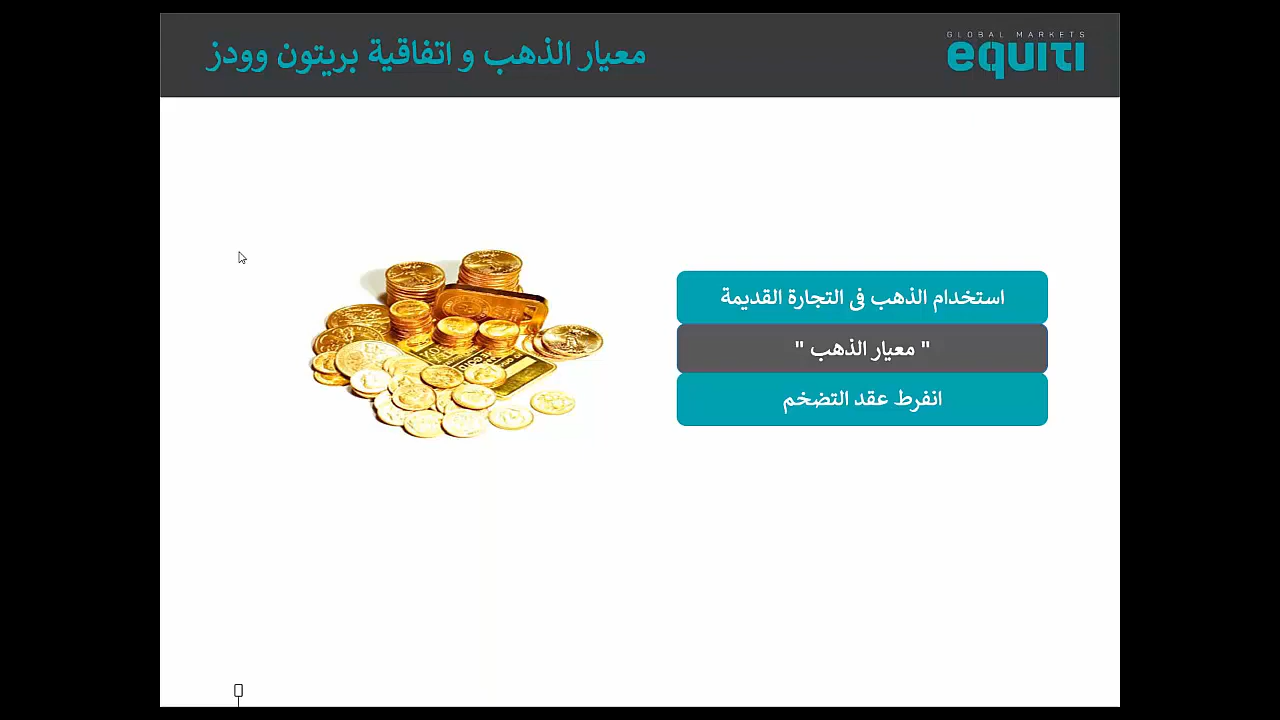 معيار الذهب و اتفاقية بريتون وودز
GLOBAL MARKETS
equiti
استخدام الذهب فى التجارة القديمة
" معيار الذهب "
انفرط عقد التضخم